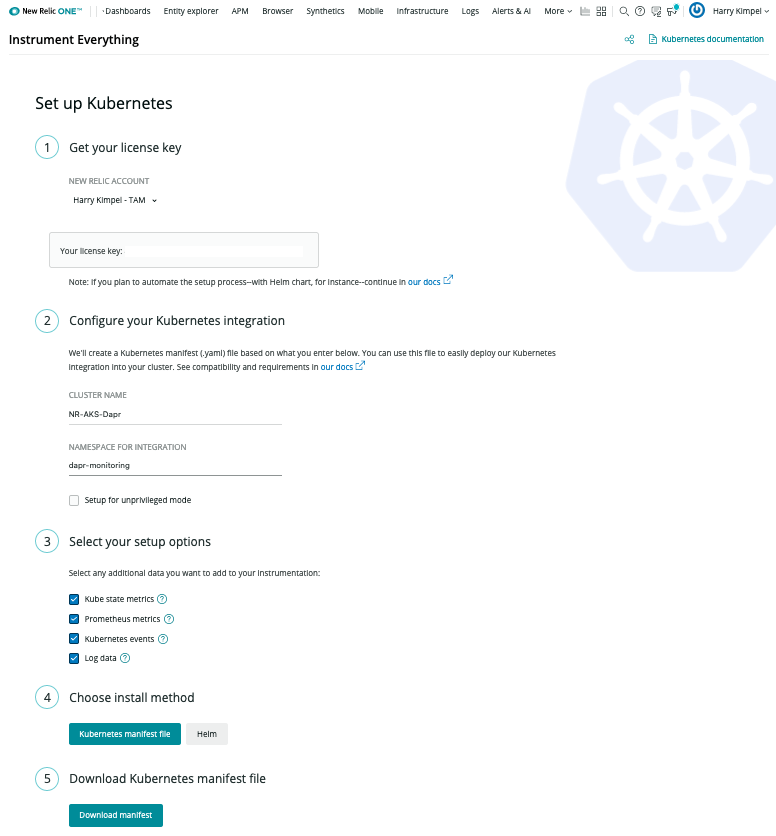 New Relic ONE™
Dashboards Entity explorer APM Browser Synthetics Mobile Infrastructure Logs Alerts & AI More Harry Kimpel
Instrument Everything
Kubernetes documentation
Set up Kubernetes
1 Get your license key
NEW RELIC ACCOUNT
Harry Kimpel - TAM
Your license key:
Note: If you plan to automate the setup process--with Helm chart, for instance--continue in our docs
2 Configure your Kubernetes integration
We'll create a Kubernetes manifest (.yaml) file based on what you enter below. You can use this file to easily deploy our Kubernetes
integration into your cluster. See compatibility and requirements in our docs
CLUSTER NAME
NR-AKS-Dapr
NAMESPACE FOR INTEGRATION
dapr-monitoring
Setup for unprivileged mode
3 Select your setup options
Select any additional data you want to add to your instrumentation:
Kube state metrics ?
Prometheus metrics ?
Kubernetes events ?
Log data ?
4 Choose install method
Kubernetes manifest file Helm
5 Download Kubernetes manifest file
Download manifest